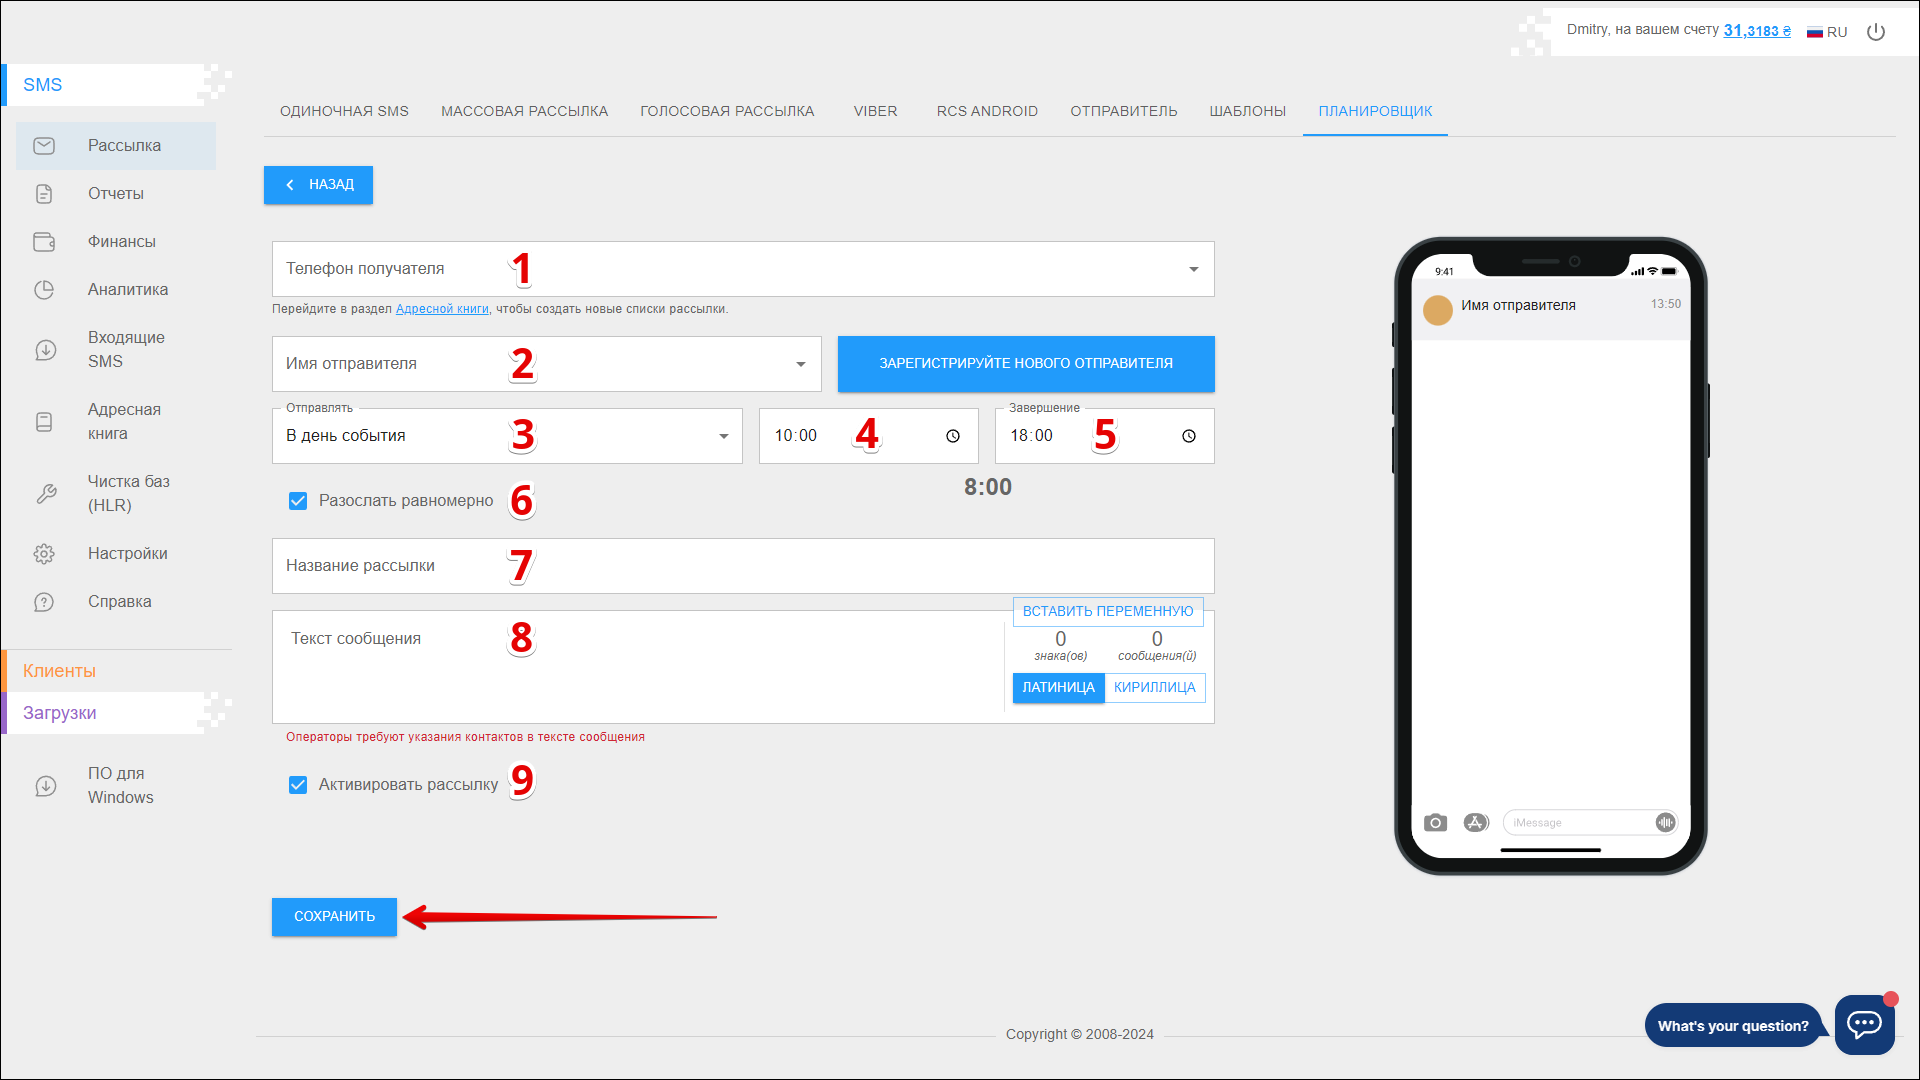 Dmitry, на вашем счету 31,3183 ₴ RU
SMS
ОДИНОЧНАЯ SMS МАССОВАЯ РАССЫЛКА ГОЛОСОВАЯ РАССЫЛКА VIBER RCS ANDROID ОТПРАВИТЕЛЬ ШАБЛОНЫ ПЛАНИРОВЩИК
Рассылка
Отчеты
Финансы
Аналитика
Входящие
SMS
Адресная
книга
Чистка баз
(HLR)
Настройки
Справка
Клиенты
Загрузки
ПО для
Windows
НАЗАД
Телефон получателя 1
Перейдите в раздел Адресной книги, чтобы создать новые списки рассылки.
Имя отправителя 2
ЗАРЕГИСТРИРУЙТЕ НОВОГО ОТПРАВИТЕЛЯ
Отправлять
В день события 3
10:00 4
Завершение
18:00 5
8:00
Разослать равномерно 6
Название рассылки 7
ВСТАВИТЬ ПЕРЕМЕННУЮ
Текст сообщения 8
0 0
знака(ов) сообщения(й)
ЛАТИНИЦА КИРИЛЛИЦА
Операторы требуют указания контактов в тексте сообщения
Активировать рассылку 9
СОХРАНИТЬ
9:41
Имя отправителя 13:50
iMessage
What's your question?
Copyright © 2008-2024